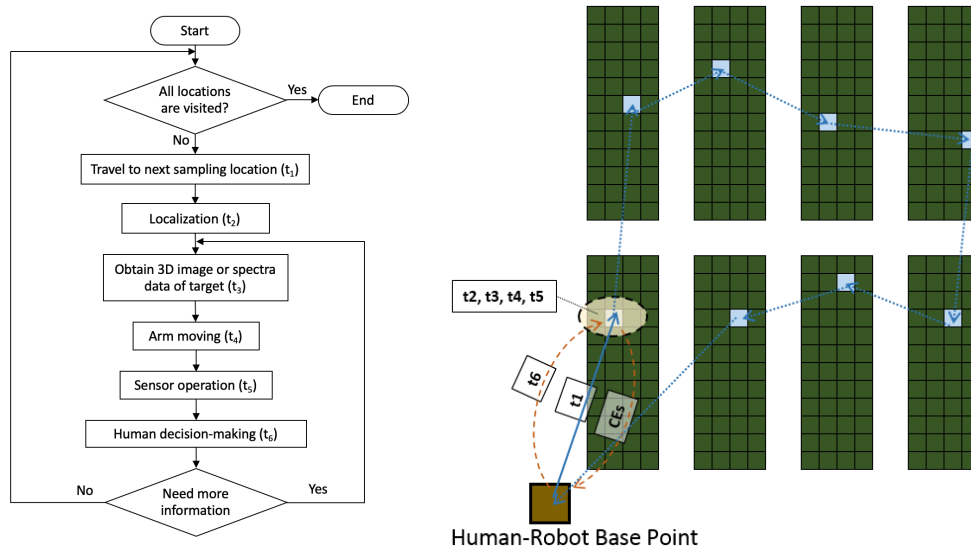 Start
All locations
are visited?
Yes
End
No
Travel to next sampling location (t₁)
Localization (t₂)
Obtain 3D image or spectra
data of target (t₃)
Arm moving (t₄)
Sensor operation (t₅)
Human decision-making (t₆)
No
Need more
information
Yes
t2, t3, t4, t5
t6
t1
CEs
Human-Robot Base Point